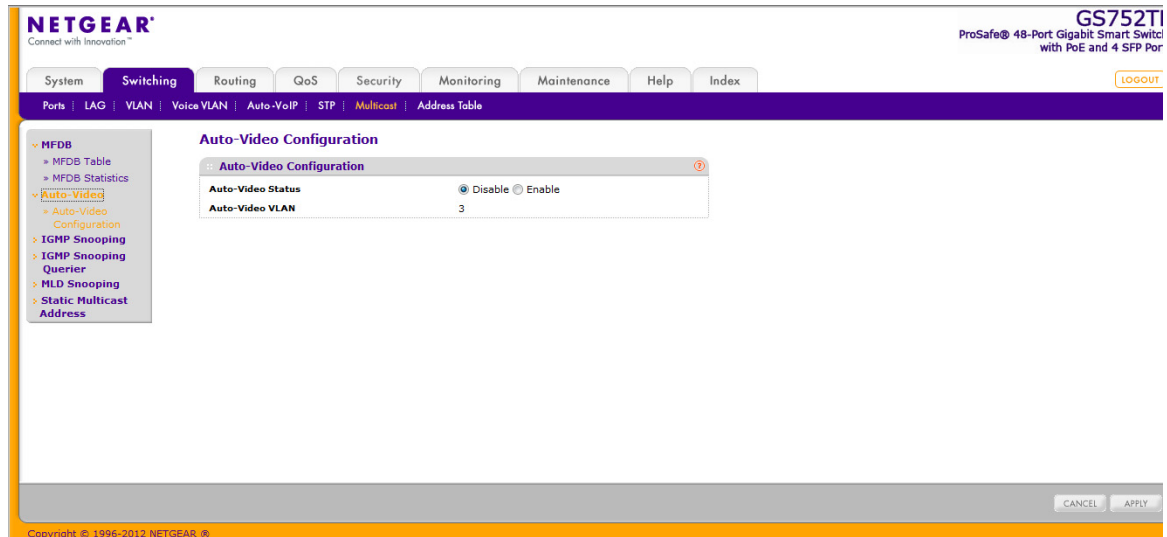 NETGEAR®
Connect with Innovation™
GS752T
ProSafe® 48-Port Gigabit Smart Switc
with PoE and 4 SFP Por
System Switching Routing QoS Security Monitoring Maintenance Help Index
LOGOUT
Ports LAG VLAN Voice VLAN Auto-VoIP STP Multicast Address Table
MFDB
MFDB Table
MFDB Statistics
Auto-Video
Auto-Video
Configuration
IGMP Snooping
IGMP Snooping
Querier
MLD Snooping
Static Multicast
Address
Auto-Video Configuration
Auto-Video Configuration ?
Auto-Video Status Disable Enable
Auto-Video VLAN 3
CANCEL APPLY
Copyright © 1996-2012 NETGEAR ®